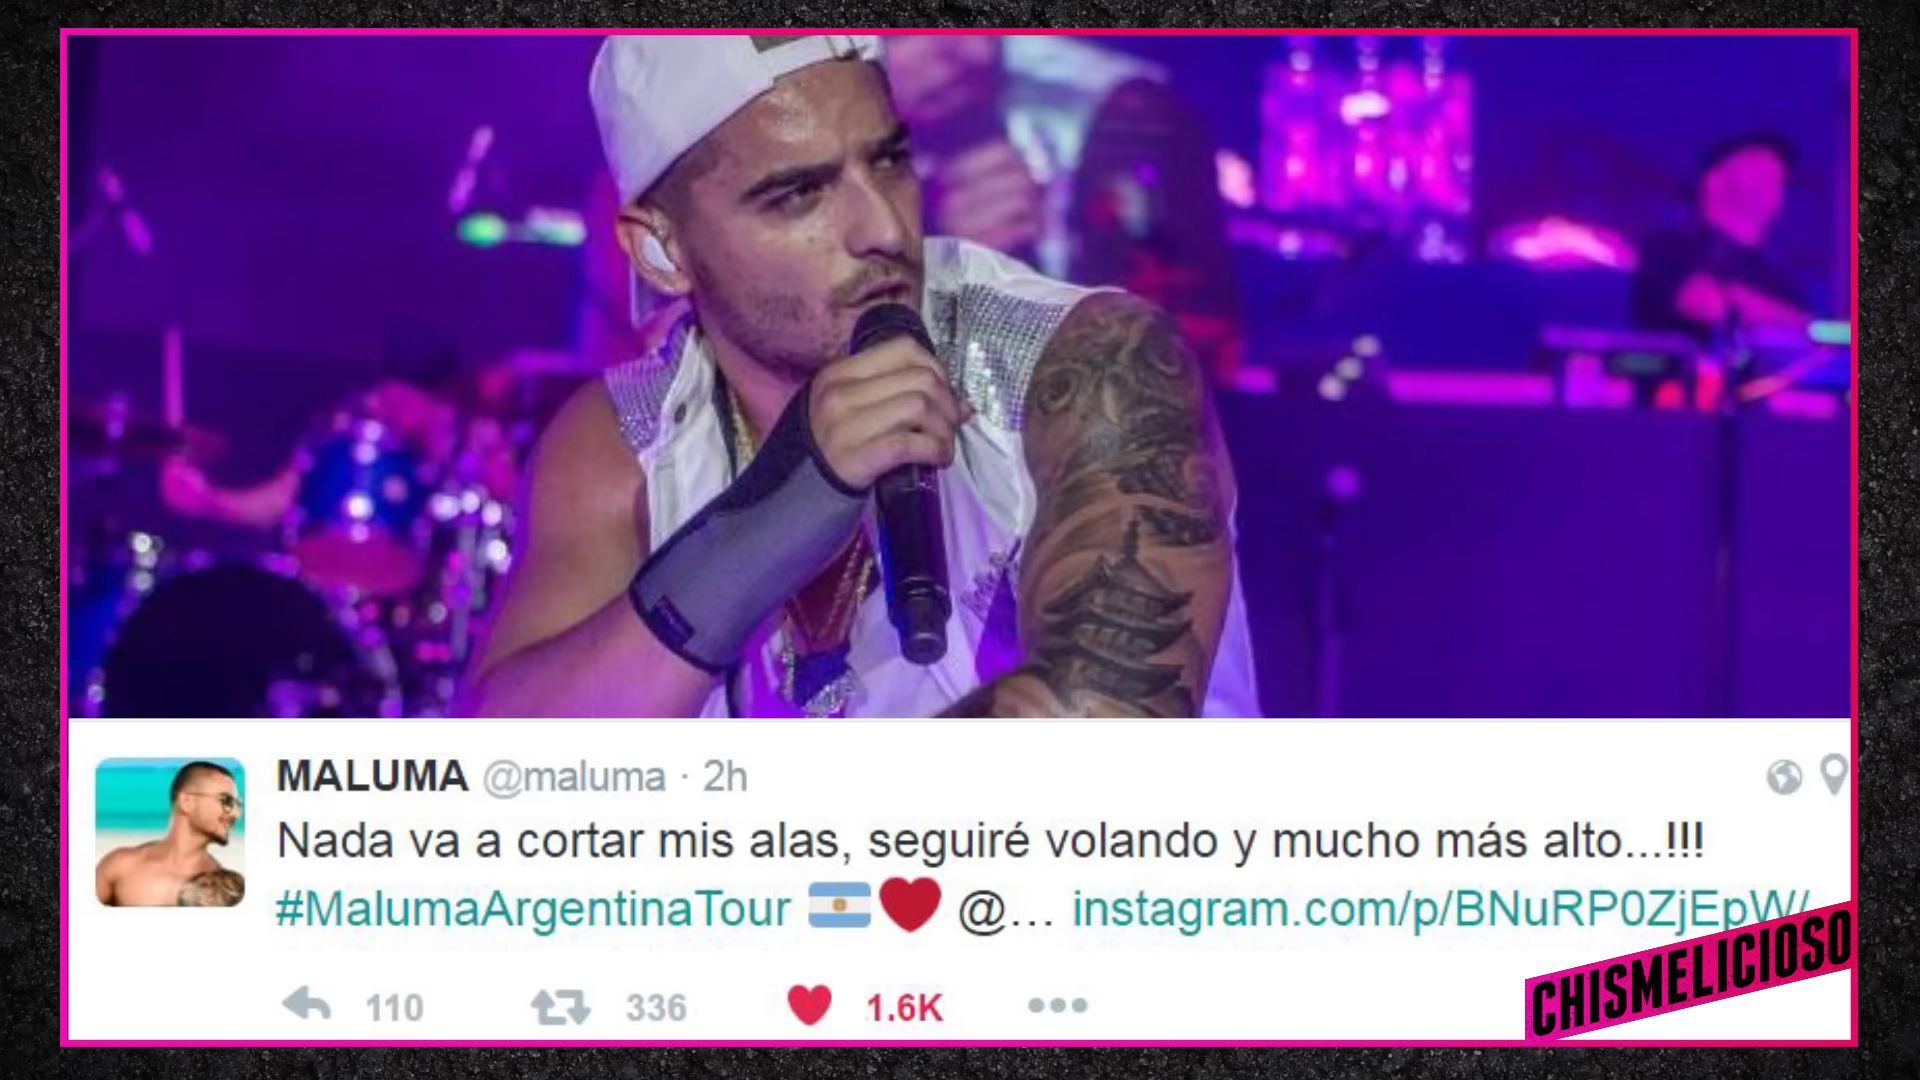 MALUMA @maluma · 2h
Nada va a cortar mis alas, seguiré volando y mucho más alto...!!!
#MalumaArgentinaTour 🇦🇷❤ @… instagram.com/p/BNuRP0ZjEpW/
110 336 1.6K
CHISMELICIOSO